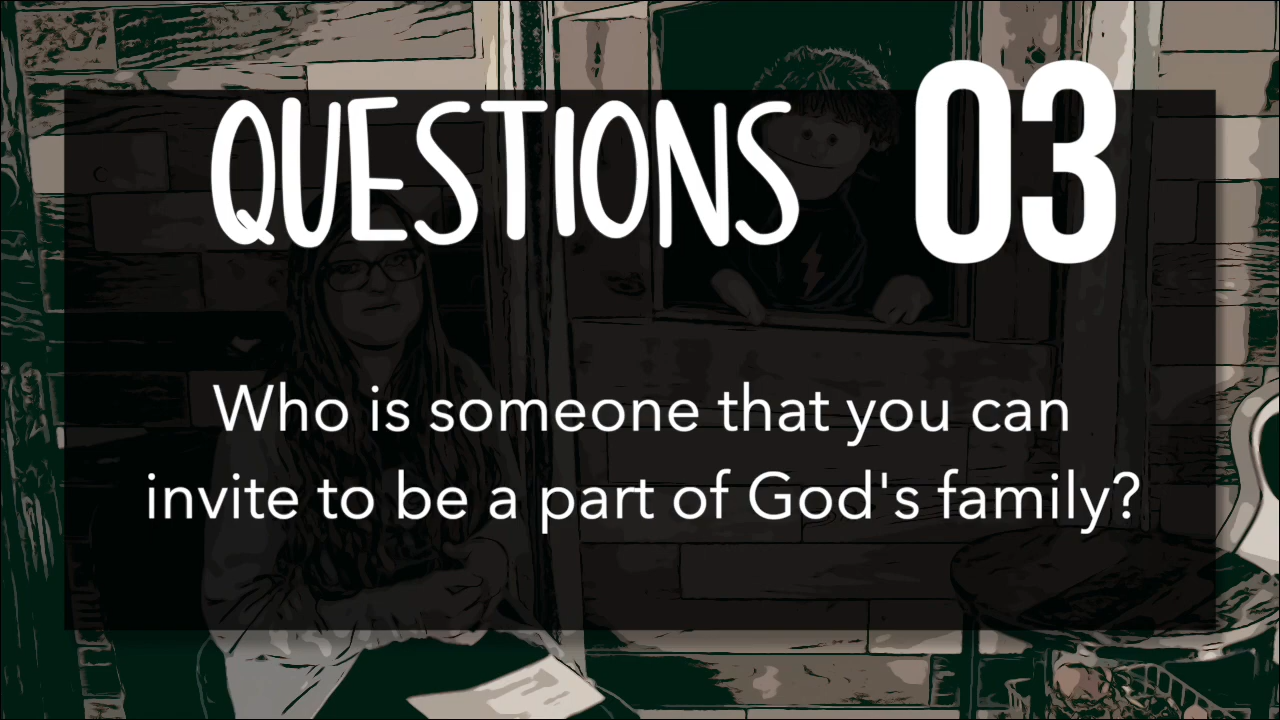 QUESTIONS 03
Who is someone that you can
invite to be a part of God's family?